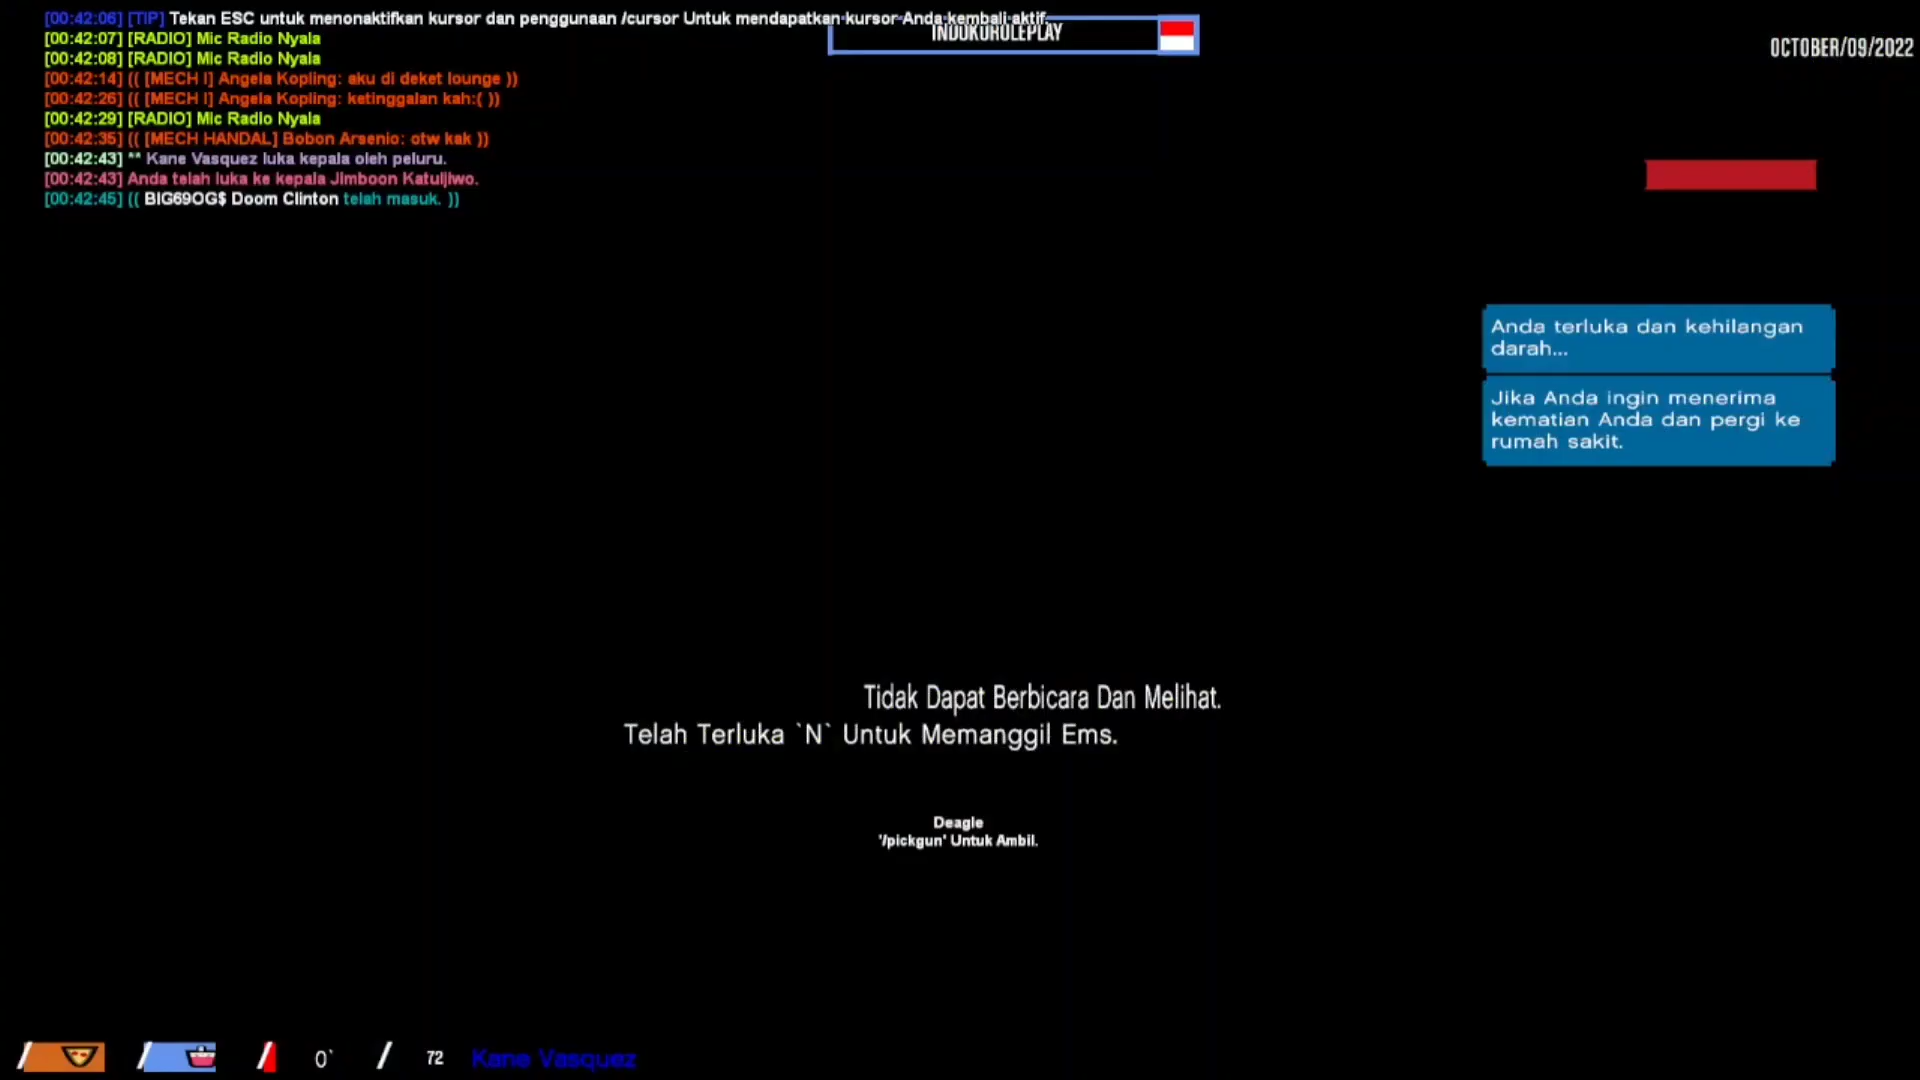 [00:42:06] [TIP] Tekan ESC untuk menonaktifkan kursor dan penggunaan /cursor Untuk mendapatkan kursor Anda kembali aktif.
[00:42:07] [RADIO] Mic Radio Nyala
[00:42:08] [RADIO] Mic Radio Nyala
[00:42:14] (( [MECH I] Angela Kopling: aku di deket lounge ))
[00:42:26] (( [MECH I] Angela Kopling: ketinggalan kah:( ))
[00:42:29] [RADIO] Mic Radio Nyala
[00:42:35] (( [MECH HANDAL] Bobon Arsenio: otw kak ))
[00:42:43] ** Kane Vasquez luka kepala oleh peluru.
[00:42:43] Anda telah luka ke kepala Jimboon Katuljiwo.
[00:42:45] (( BIG69OG$ Doom Clinton telah masuk. ))
INDOKUROLEPLAY
OCTOBER/09/2022
Anda terluka dan kehilangan
darah...
Jika Anda ingin menerima
kematian Anda dan pergi ke
rumah sakit.
Tidak Dapat Berbicara Dan Melihat.
Telah Terluka `N` Untuk Memanggil Ems.
Deagle
'/pickgun' Untuk Ambil.
0`
72
Kane Vasquez